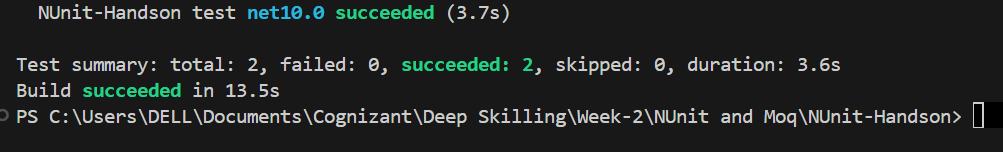 NUnit-Handson test net10.0 succeeded (3.7s)
Test summary: total: 2, failed: 0, succeeded: 2, skipped: 0, duration: 3.6s
Build succeeded in 13.5s
PS C:\Users\DELL\Documents\Cognizant\Deep Skilling\Week-2\NUnit and Moq\NUnit-Handson>